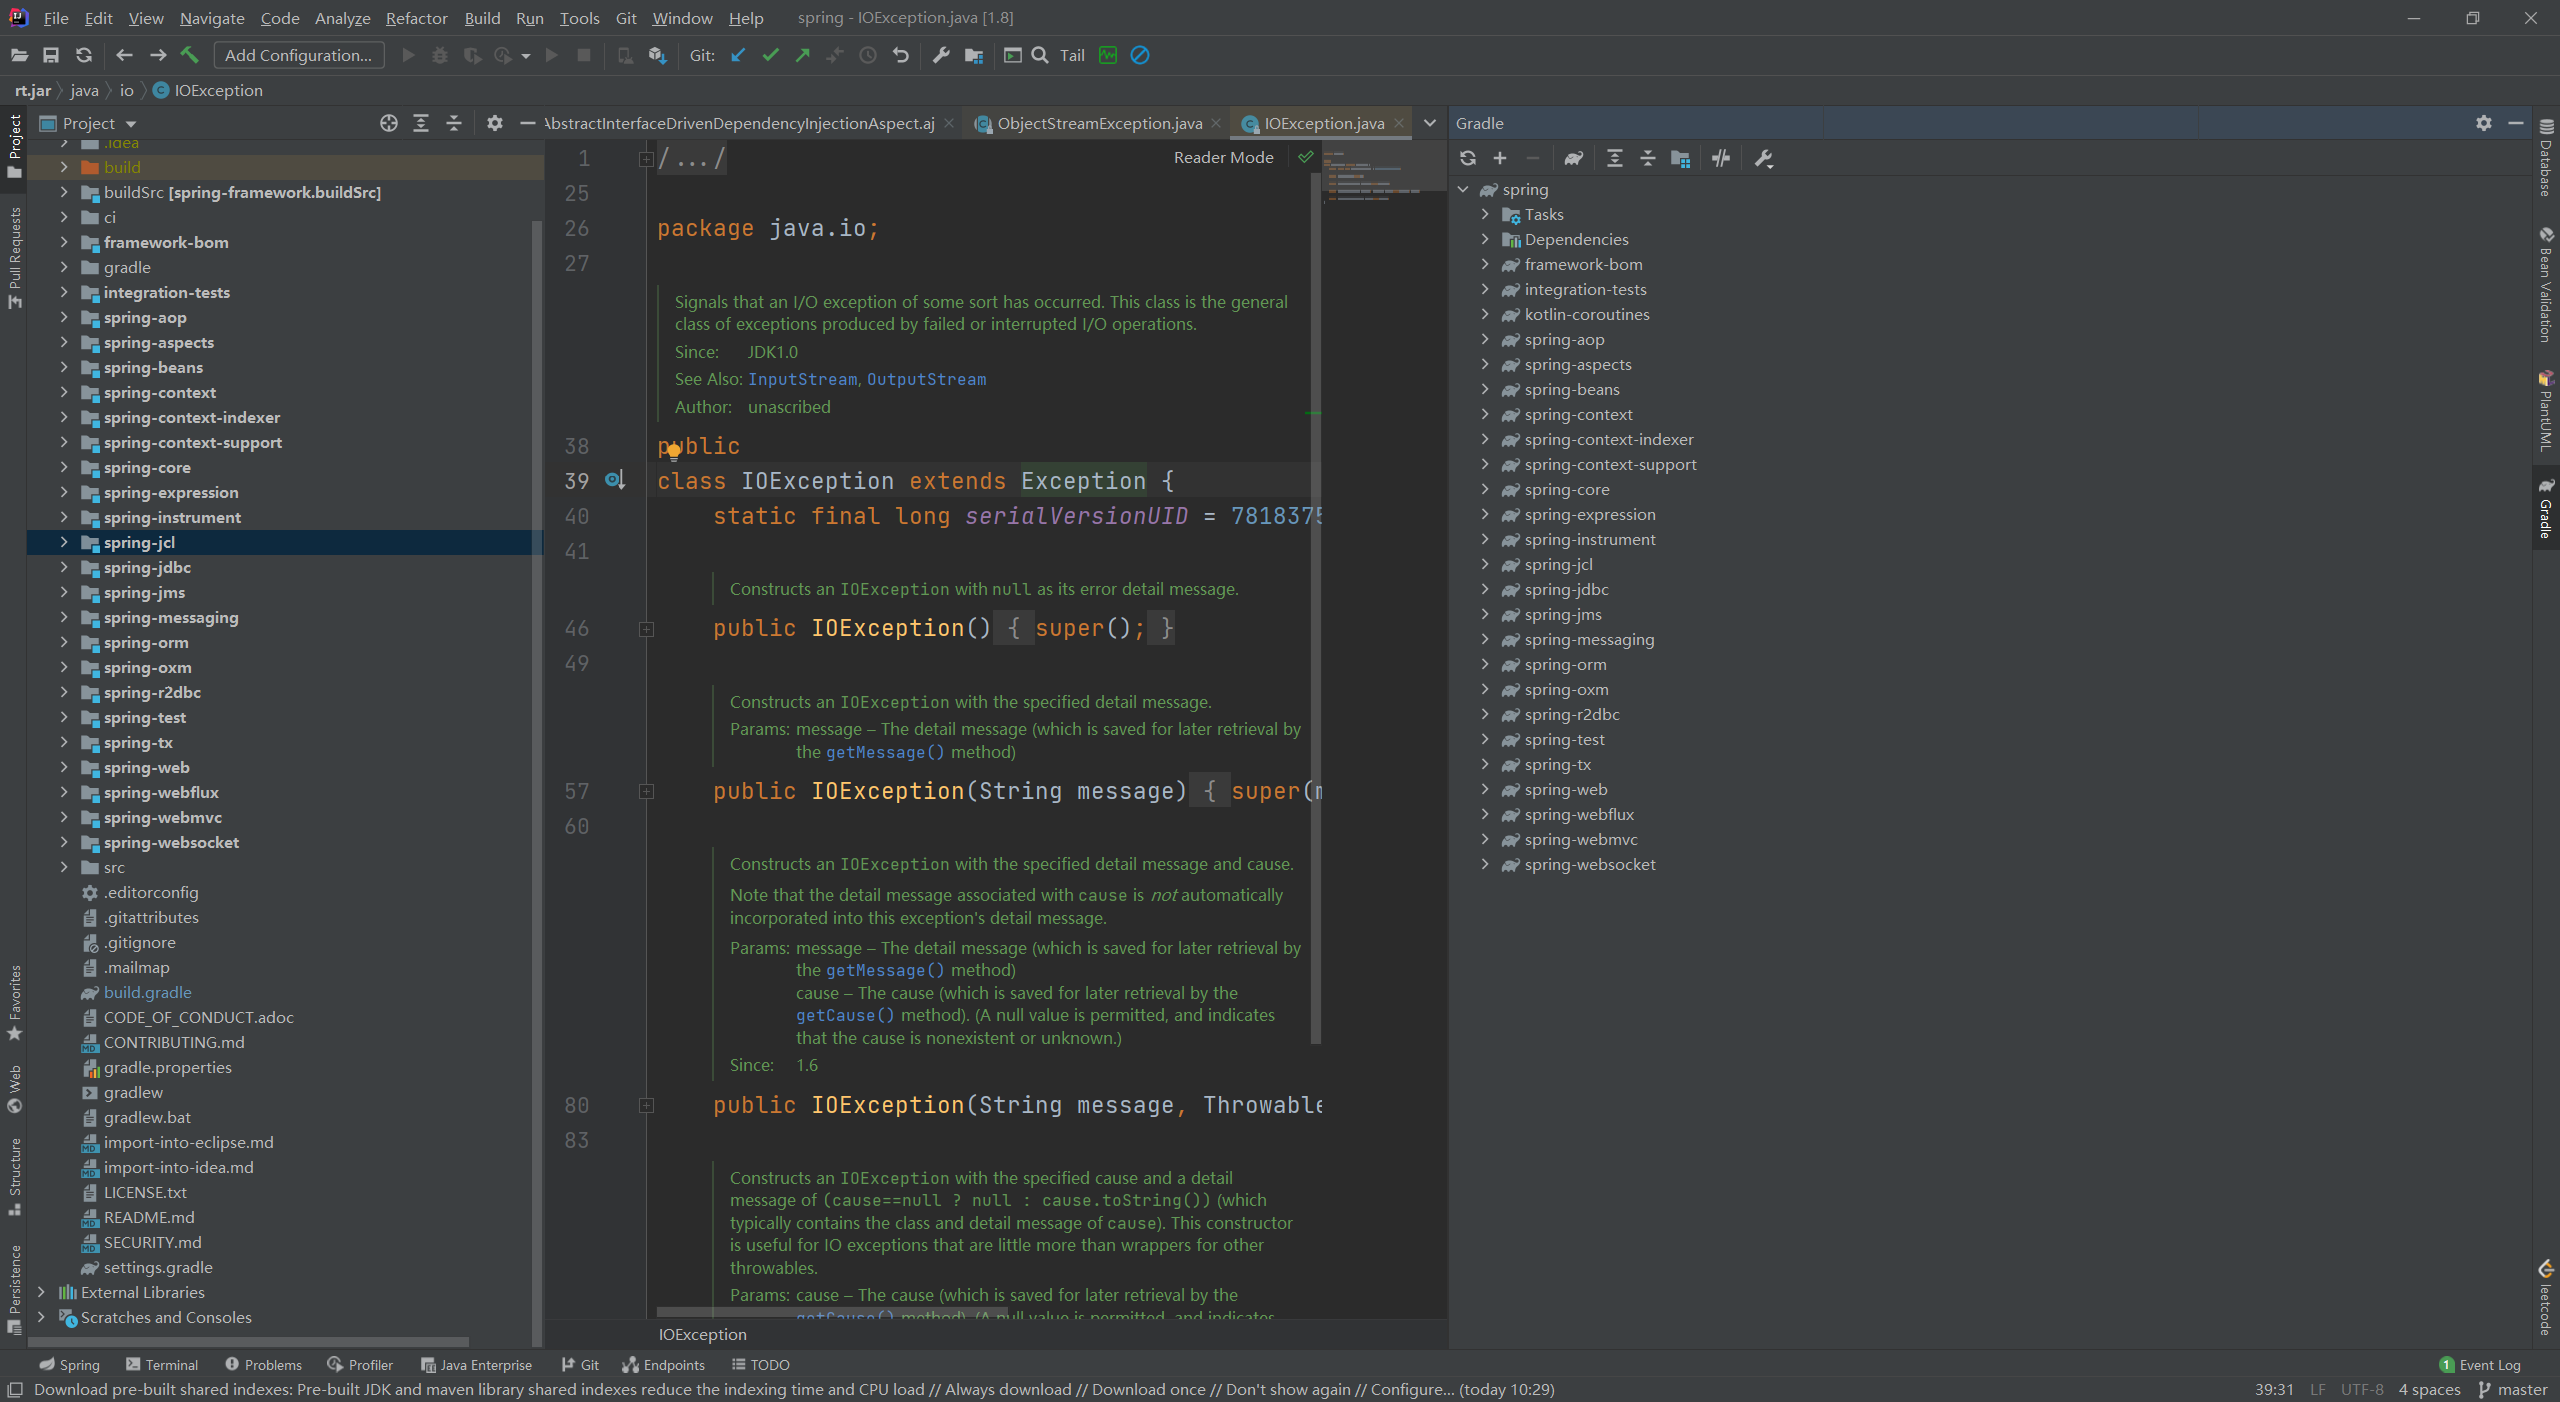 File Edit View Navigate Code Analyze Refactor Build Run Tools Git Window Help spring - IOException.java [1.8]
Add Configuration... Git: Tail
rt.jar java io IOException
Project
AbstractInterfaceDrivenDependencyInjectionAspect.aj ObjectStreamException.java IOException.java
Gradle
Project
Pull Requests
Favorites
Web
Structure
Persistence
.idea
build
buildSrc [spring-framework.buildSrc]
ci
framework-bom
gradle
integration-tests
spring-aop
spring-aspects
spring-beans
spring-context
spring-context-indexer
spring-context-support
spring-core
spring-expression
spring-instrument
spring-jcl
spring-jdbc
spring-jms
spring-messaging
spring-orm
spring-oxm
spring-r2dbc
spring-test
spring-tx
spring-web
spring-webflux
spring-webmvc
spring-websocket
src
.editorconfig
.gitattributes
.gitignore
.mailmap
build.gradle
CODE_OF_CONDUCT.adoc
CONTRIBUTING.md
gradle.properties
gradlew
gradlew.bat
import-into-eclipse.md
import-into-idea.md
LICENSE.txt
README.md
SECURITY.md
settings.gradle
External Libraries
Scratches and Consoles
Reader Mode
1 /.../
25
26 package java.io;
27
Signals that an I/O exception of some sort has occurred. This class is the general
class of exceptions produced by failed or interrupted I/O operations.
Since: JDK1.0
See Also: InputStream, OutputStream
Author: unascribed
38 public
39 class IOException extends Exception {
40 static final long serialVersionUID = 7818375
41
Constructs an IOException with null as its error detail message.
46 public IOException() { super(); }
49
Constructs an IOException with the specified detail message.
Params: message – The detail message (which is saved for later retrieval by
the getMessage() method)
57 public IOException(String message) { super(m
60
Constructs an IOException with the specified detail message and cause.
Note that the detail message associated with cause is not automatically
incorporated into this exception's detail message.
Params: message – The detail message (which is saved for later retrieval by
the getMessage() method)
cause – The cause (which is saved for later retrieval by the
getCause() method). (A null value is permitted, and indicates
that the cause is nonexistent or unknown.)
Since: 1.6
80 public IOException(String message, Throwable
83
Constructs an IOException with the specified cause and a detail
message of (cause==null ? null : cause.toString()) (which
typically contains the class and detail message of cause). This constructor
is useful for IO exceptions that are little more than wrappers for other
throwables.
Params: cause – The cause (which is saved for later retrieval by the
getCause() method). (A null value is permitted, and indicates
IOException
spring
Tasks
Dependencies
framework-bom
integration-tests
kotlin-coroutines
spring-aop
spring-aspects
spring-beans
spring-context
spring-context-indexer
spring-context-support
spring-core
spring-expression
spring-instrument
spring-jcl
spring-jdbc
spring-jms
spring-messaging
spring-orm
spring-oxm
spring-r2dbc
spring-test
spring-tx
spring-web
spring-webflux
spring-webmvc
spring-websocket
Database
Bean Validation
PlantUML
Gradle
leetcode
Spring Terminal Problems Profiler Java Enterprise Git Endpoints TODO 1 Event Log
Download pre-built shared indexes: Pre-built JDK and maven library shared indexes reduce the indexing time and CPU load // Always download // Download once // Don't show again // Configure... (today 10:29) 39:31 LF UTF-8 4 spaces master